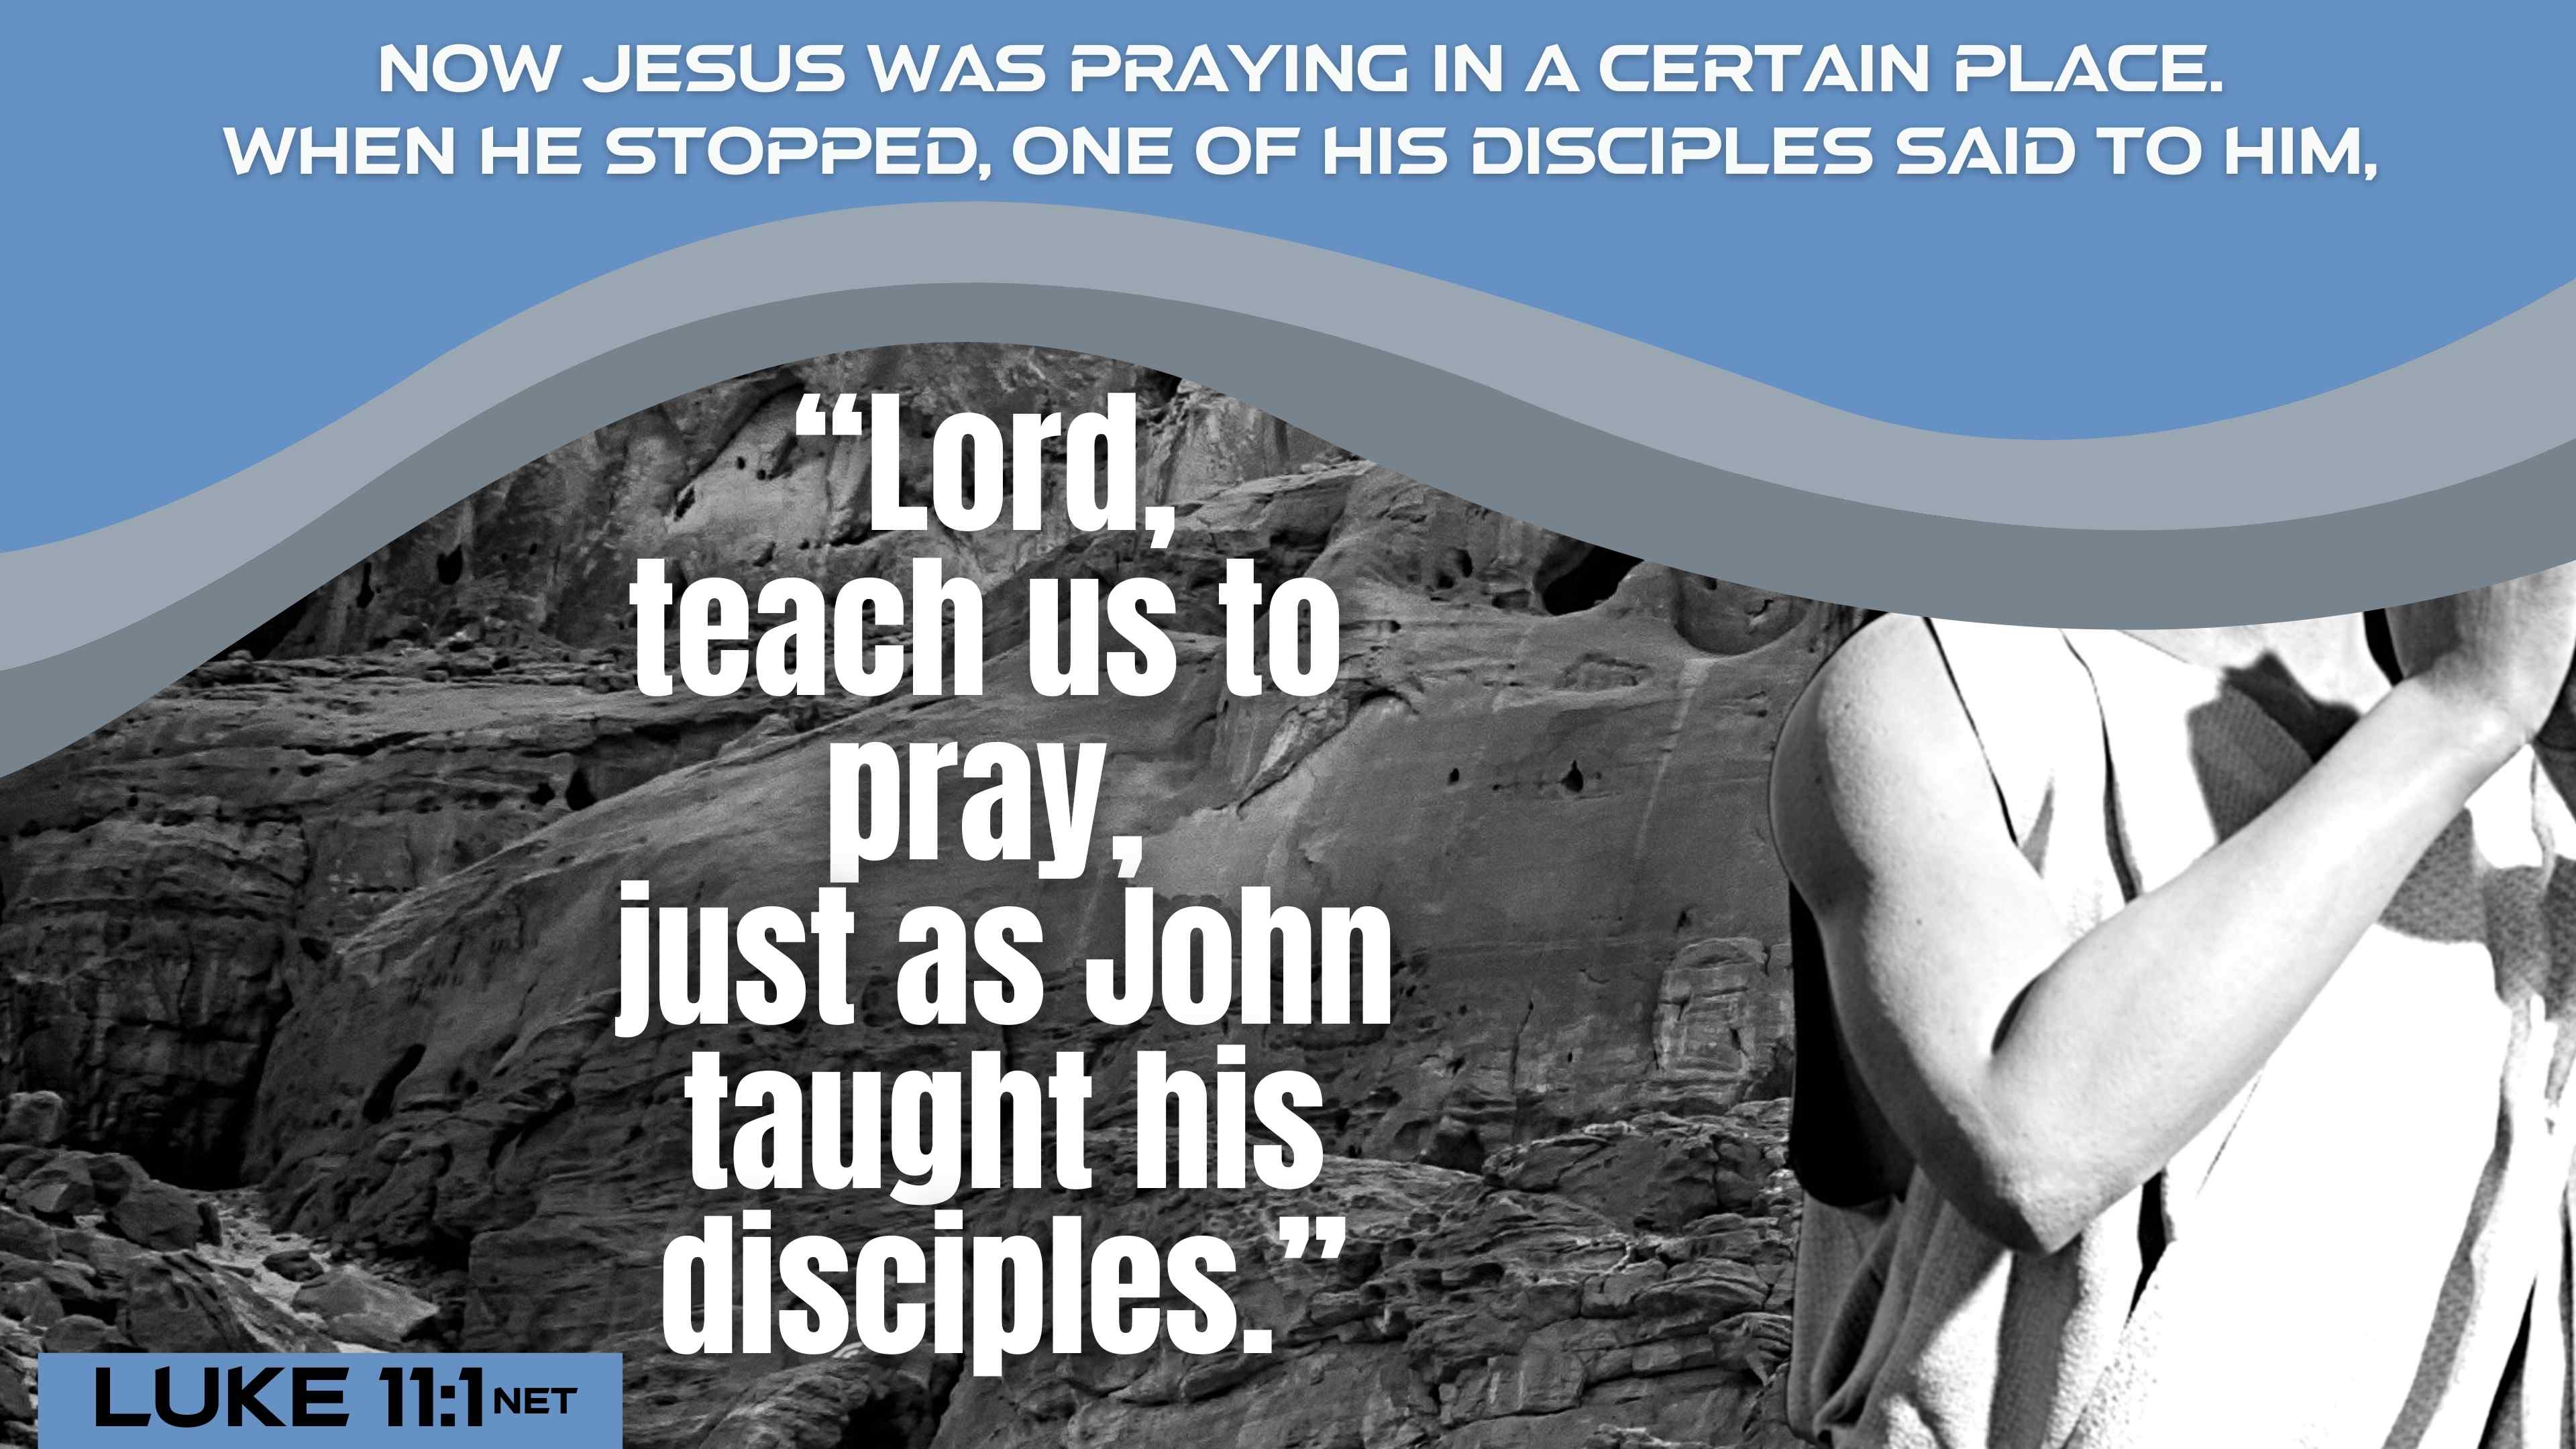 NOW JESUS WAS PRAYING IN A CERTAIN PLACE.
WHEN HE STOPPED, ONE OF HIS DISCIPLES SAID TO HIM,
“Lord,
teach us to
pray,
just as John
taught his
disciples.”
LUKE 11:1 NET